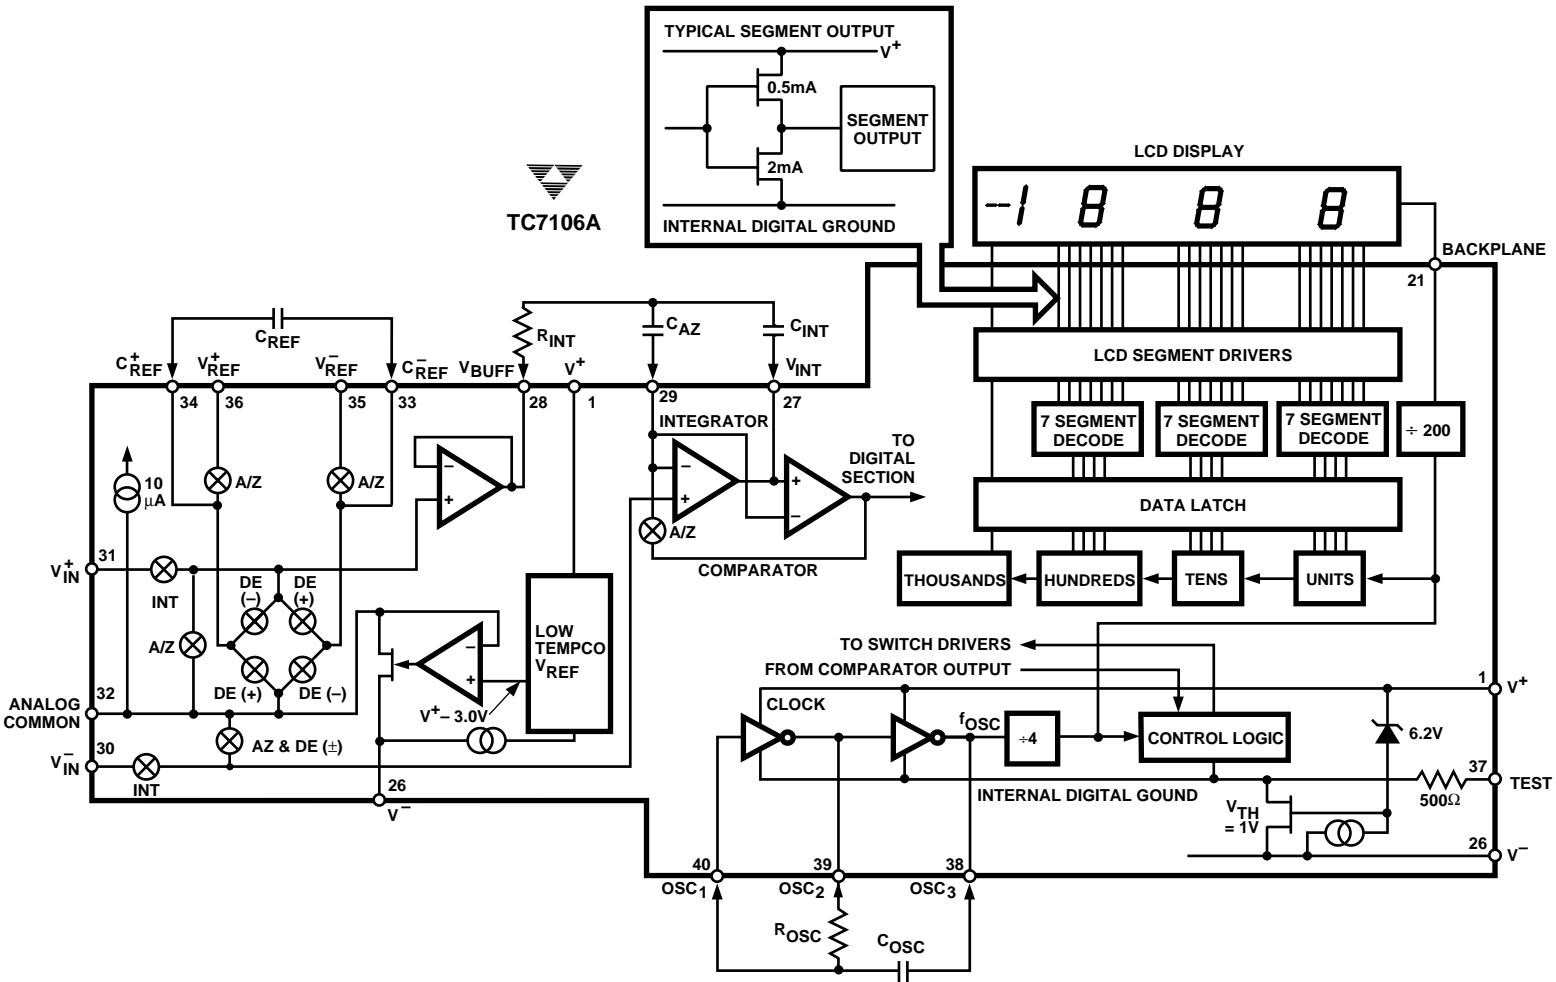 TYPICAL SEGMENT OUTPUT
V+
0.5mA
SEGMENT
OUTPUT
2mA
INTERNAL DIGITAL GROUND
TC7106A
LCD DISPLAY
-1 8 8 8
BACKPLANE
21
LCD SEGMENT DRIVERS
7 SEGMENT
DECODE
7 SEGMENT
DECODE
7 SEGMENT
DECODE
÷ 200
DATA LATCH
THOUSANDS
HUNDREDS
TENS
UNITS
CREF
RINT
CAZ
CINT
C+REF
V+REF
V–REF
C–REF
VBUFF
V+
VINT
34
36
35
33
28
1
29
27
INTEGRATOR
TO
DIGITAL
SECTION
10
µA
A/Z
A/Z
–
+
–
+
+
–
A/Z
COMPARATOR
31
V+IN
INT
DE
(–)
DE
(+)
A/Z
DE (+)
DE (–)
–
+
LOW
TEMPCO
VREF
V+ – 3.0V
32
ANALOG
COMMON
AZ & DE (±)
30
V–IN
INT
26
V–
TO SWITCH DRIVERS
FROM COMPARATOR OUTPUT
CLOCK
fOSC
÷4
CONTROL LOGIC
1
V+
6.2V
37
TEST
500Ω
INTERNAL DIGITAL GOUND
VTH
= 1V
26
V–
40
39
38
OSC1
OSC2
OSC3
ROSC
COSC